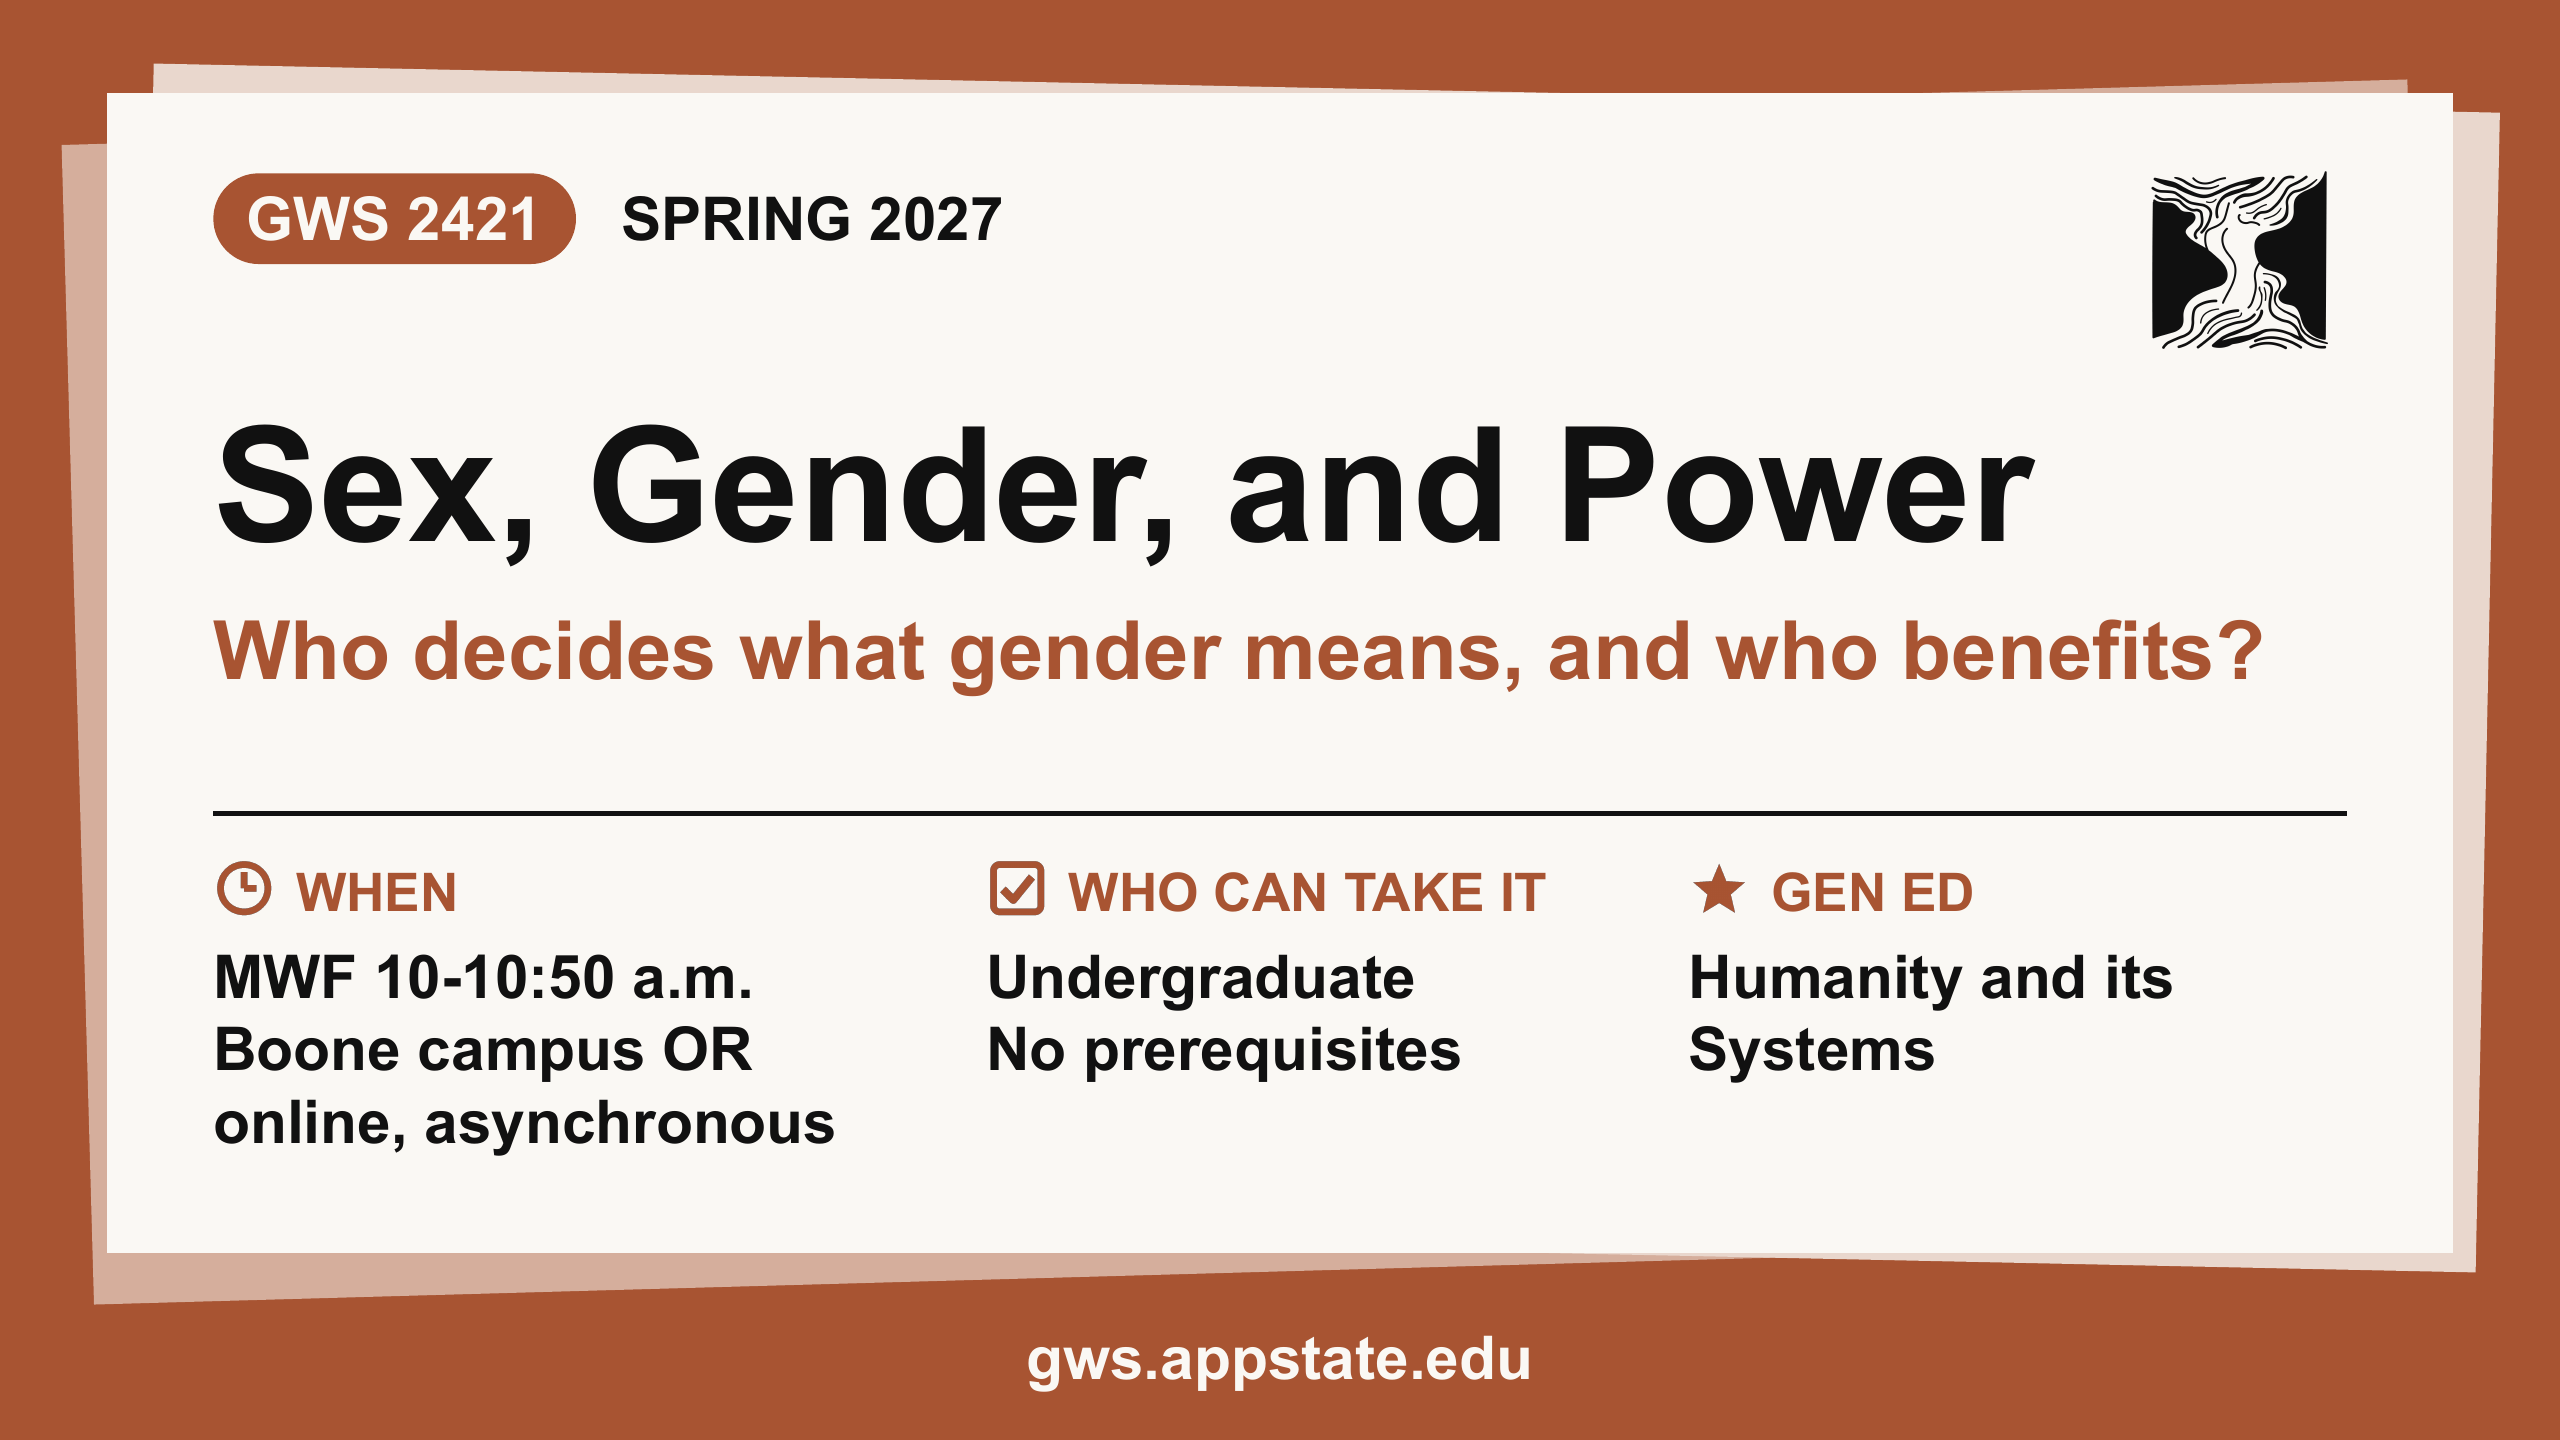 GWS 2421 SPRING 2027
Sex, Gender, and Power
Who decides what gender means, and who benefits?
WHEN
MWF 10-10:50 a.m.
Boone campus OR
online, asynchronous
WHO CAN TAKE IT
Undergraduate
No prerequisites
GEN ED
Humanity and its
Systems
gws.appstate.edu